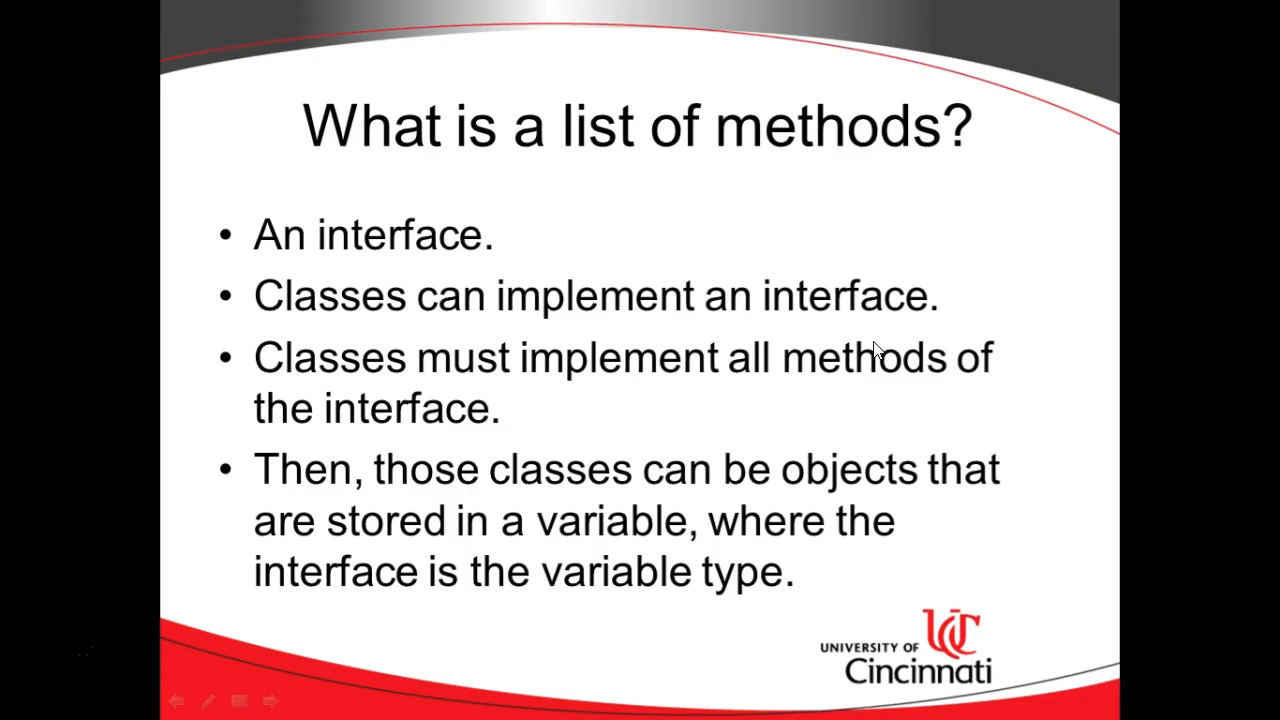 What is a list of methods?
• An interface.
• Classes can implement an interface.
• Classes must implement all methods of
the interface.
• Then, those classes can be objects that
are stored in a variable, where the
interface is the variable type.
UC
UNIVERSITY OF
Cincinnati